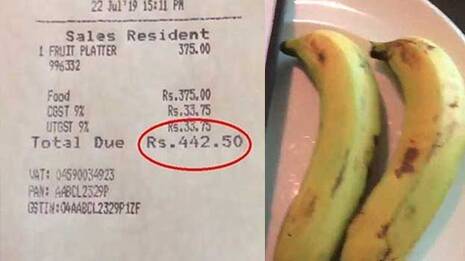 22 Jul'19 15:11 PM
Sales Resident
1 FRUIT PLATTER 375.00
996332
Food Rs.375.00
CGST 9% Rs.33.75
UTGST 9% Rs.33.75
Total Due Rs.442.50
VAT: 04590034923
PAN: AABCL2329P
GSTIN:04AABCL2329P1ZF